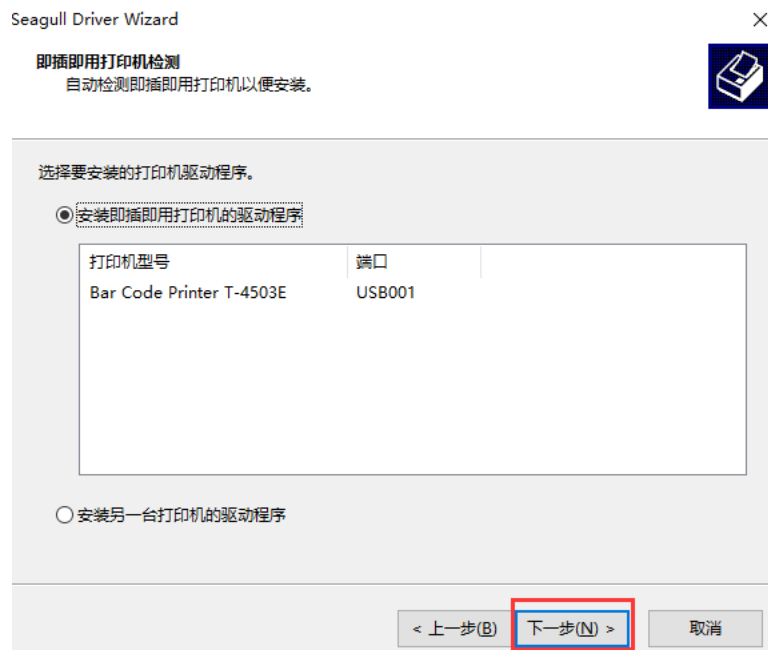 Seagull Driver Wizard
即插即用打印机检测
自动检测即插即用打印机以便安装。
选择要安装的打印机驱动程序。
安装即插即用打印机的驱动程序
打印机型号 端口
Bar Code Printer T-4503E USB001
安装另一台打印机的驱动程序
< 上一步(B) 下一步(N) > 取消